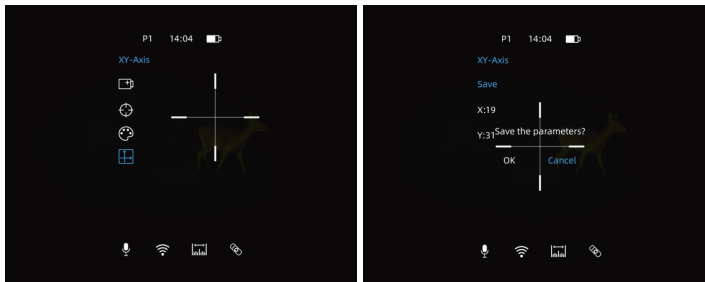 P1 14:04
XY-Axis
P1 14:04
XY-Axis
Save
X:19
Y:31
Save the parameters?
OK Cancel